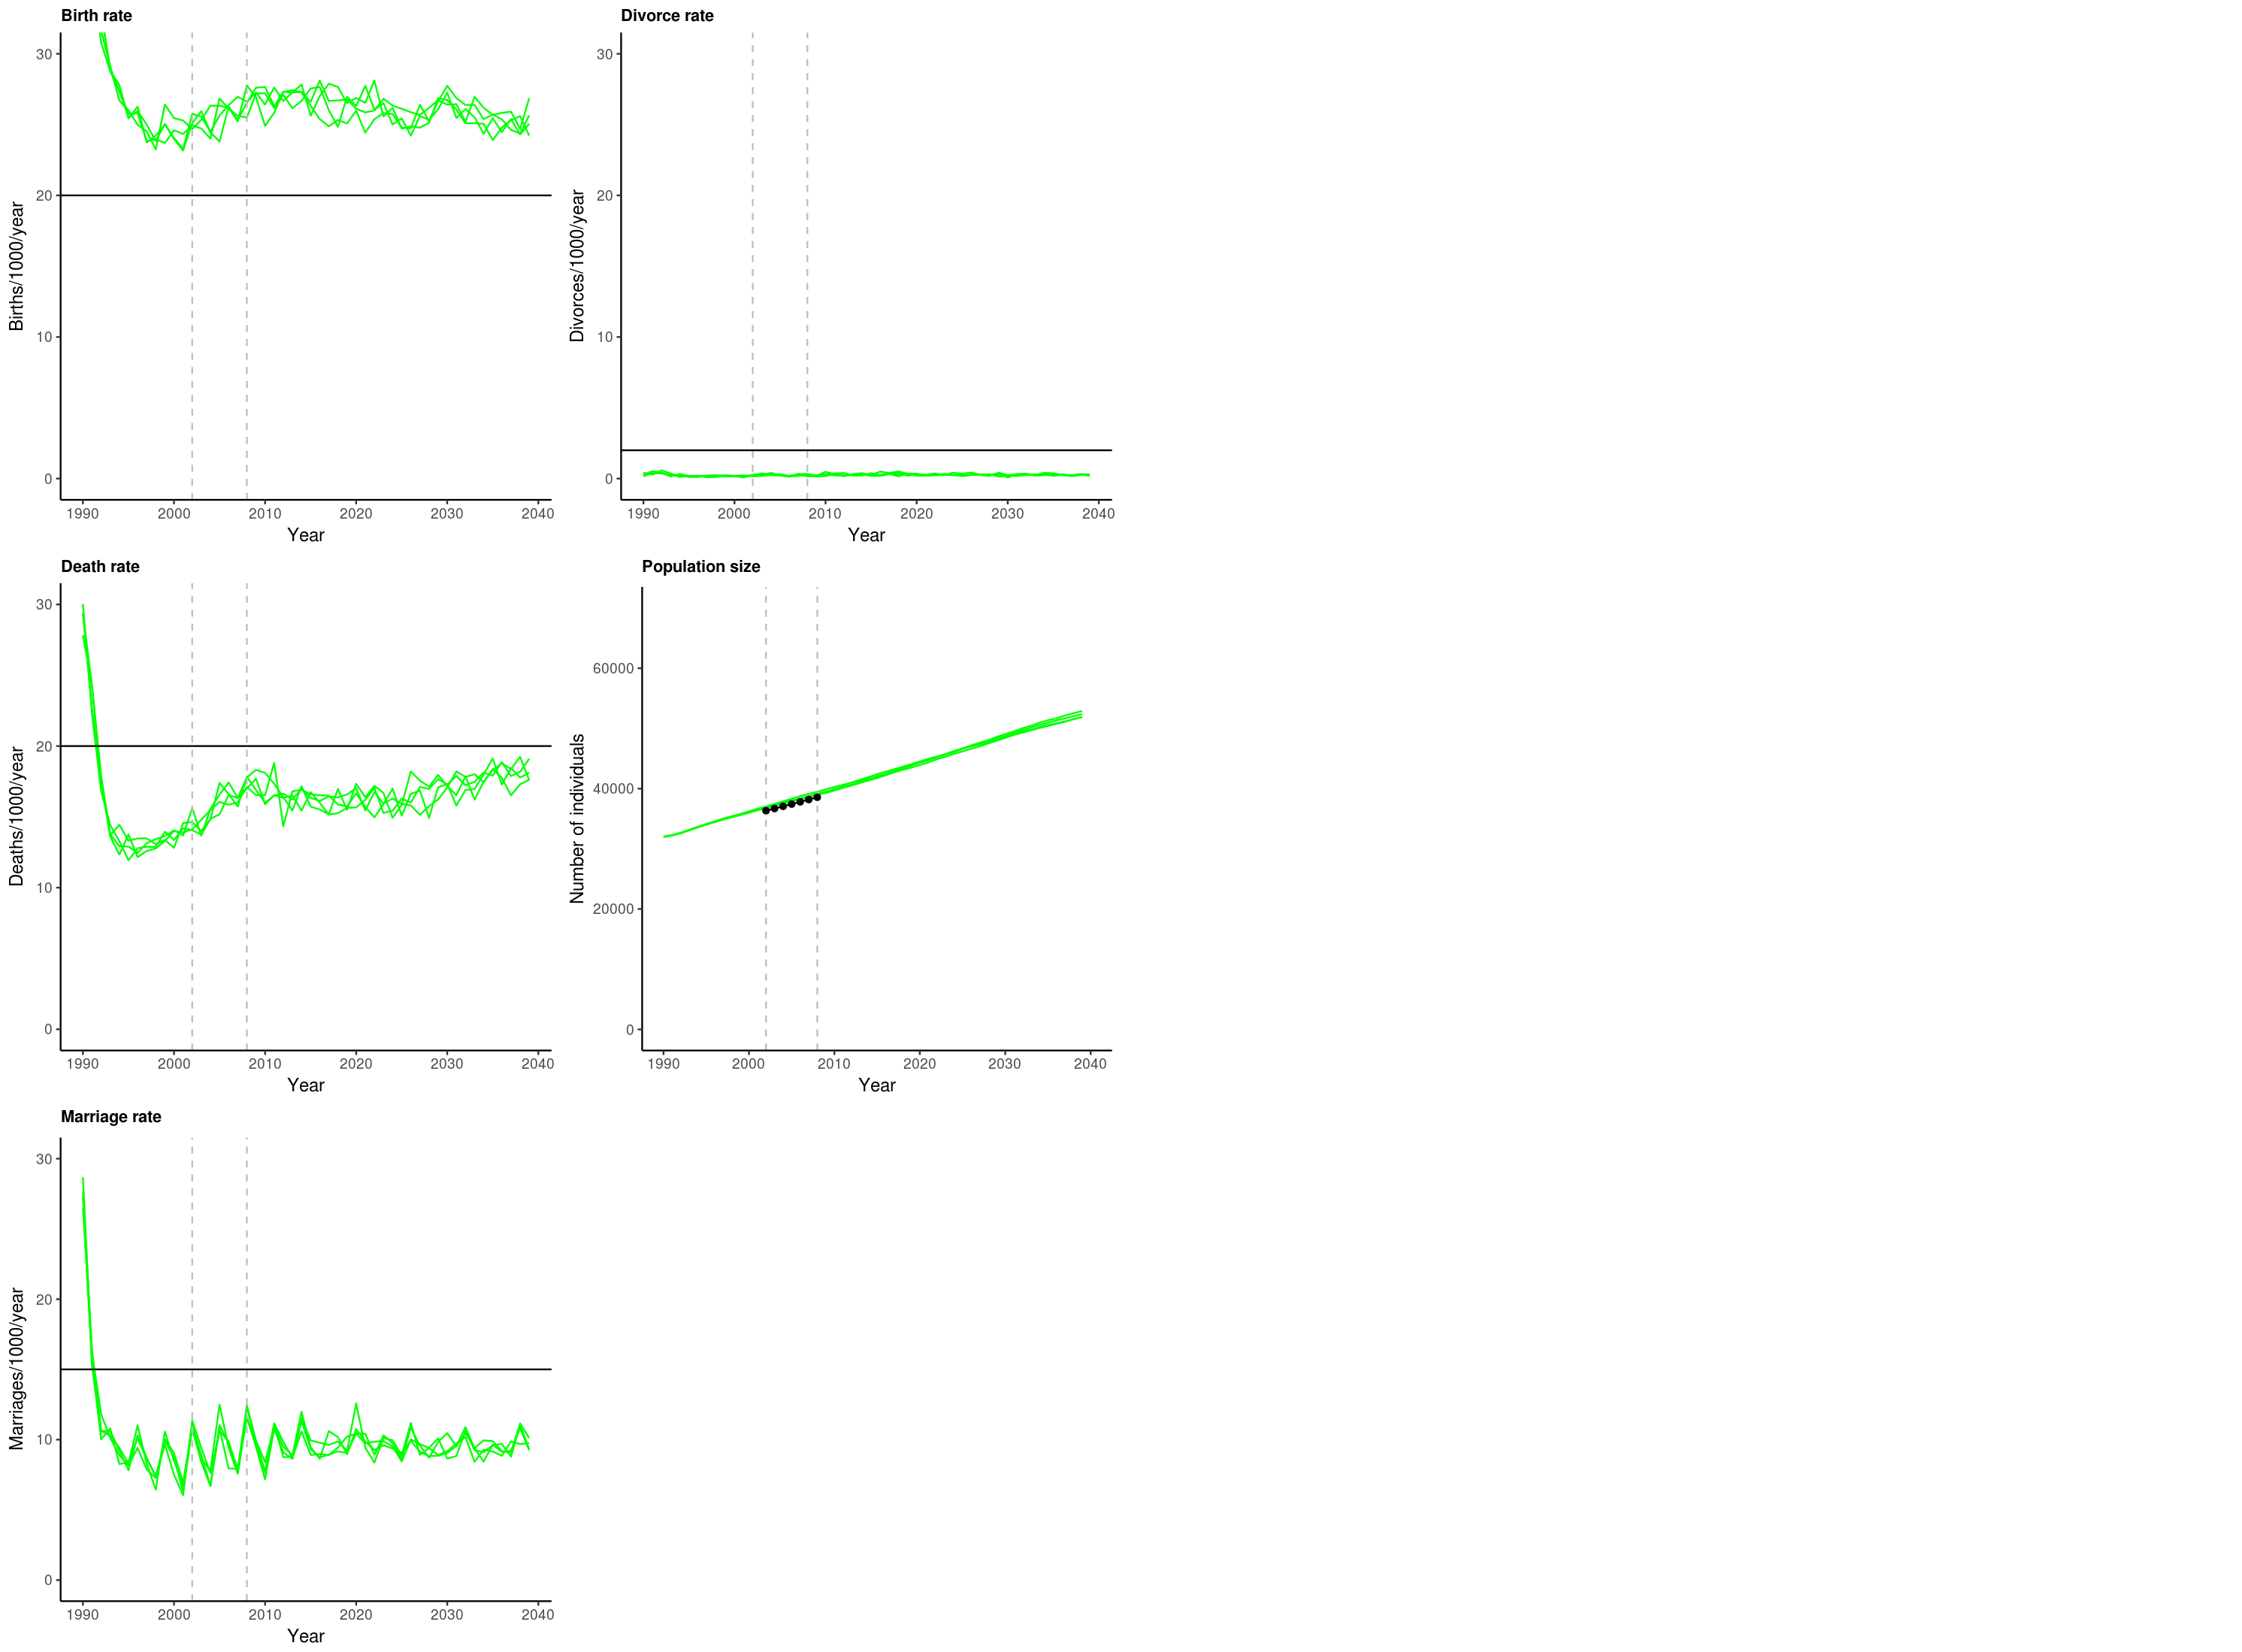 Birth rate
Births/1000/year
30
20
10
0
1990 2000 2010 2020 2030 2040
Year
Divorce rate
Divorces/1000/year
30
20
10
0
1990 2000 2010 2020 2030 2040
Year
Death rate
Deaths/1000/year
30
20
10
0
1990 2000 2010 2020 2030 2040
Year
Population size
Number of individuals
60000
40000
20000
0
1990 2000 2010 2020 2030 2040
Year
Marriage rate
Marriages/1000/year
30
20
10
0
1990 2000 2010 2020 2030 2040
Year